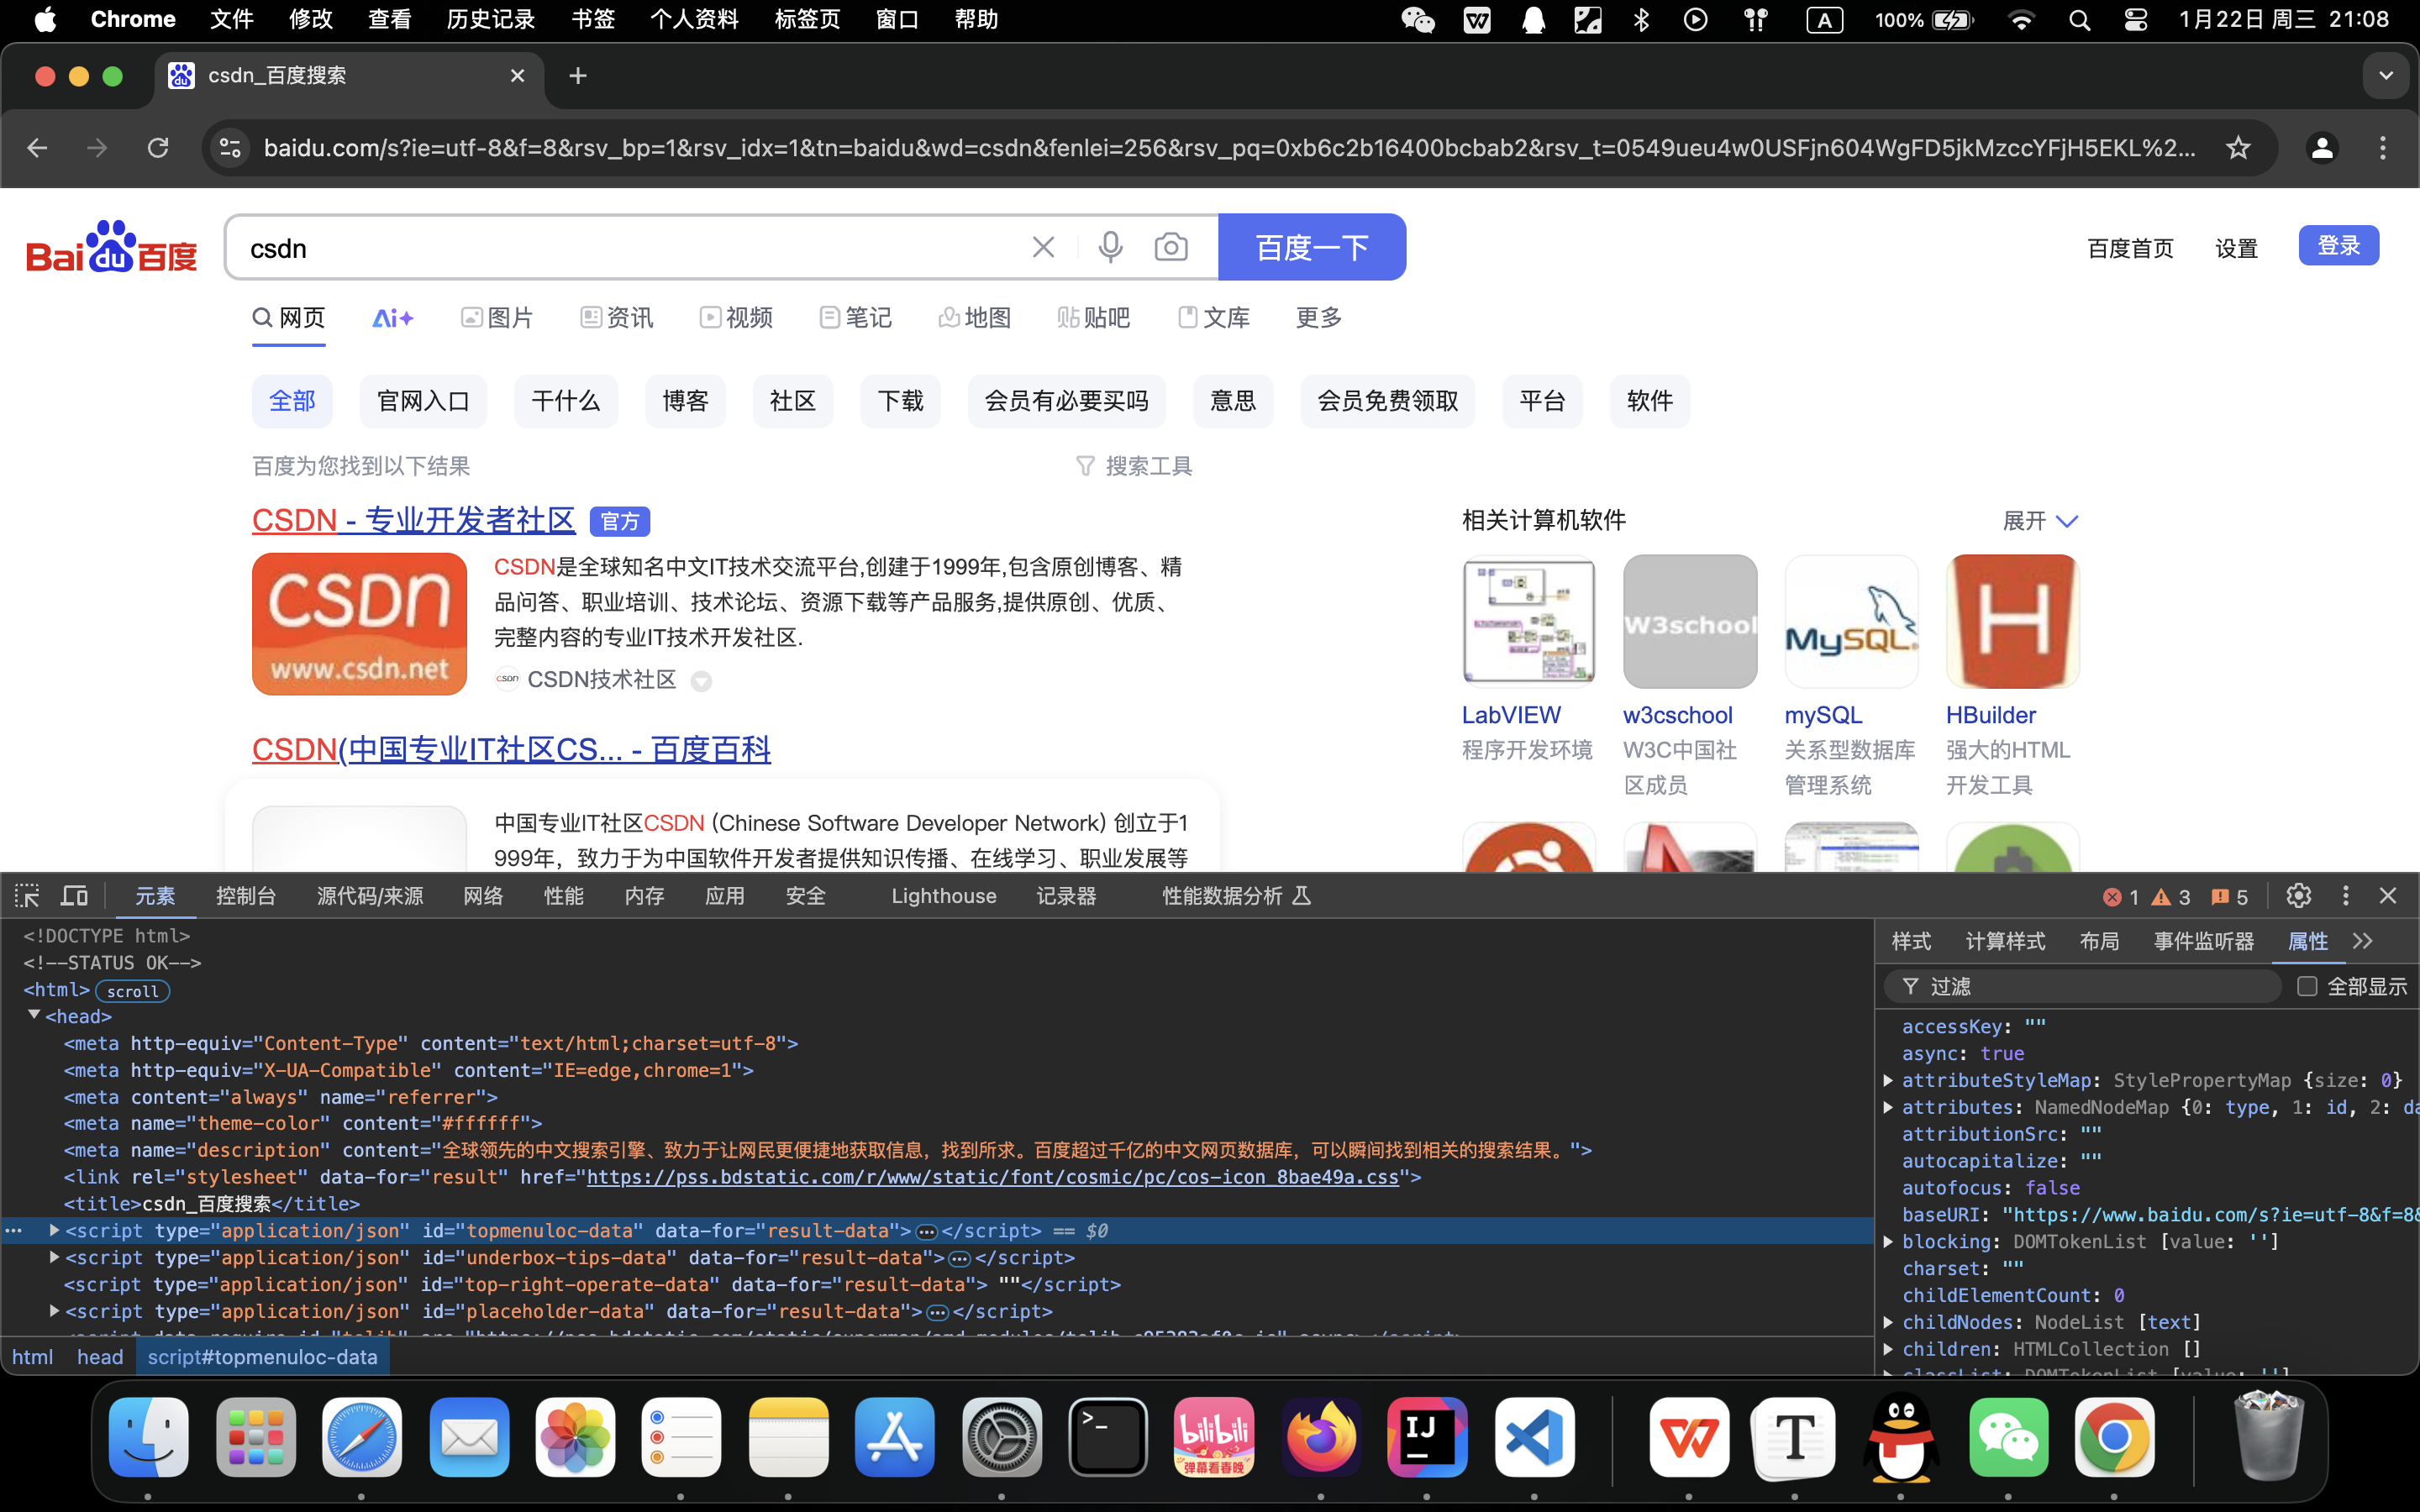 Chrome 文件 修改 查看 历史记录 书签 个人资料 标签页 窗口 帮助 A 100% 1月22日 周三 21:08
csdn_百度搜索
baidu.com/s?ie=utf-8&f=8&rsv_bp=1&rsv_idx=1&tn=baidu&wd=csdn&fenlei=256&rsv_pq=0xb6c2b16400bcbab2&rsv_t=0549ueu4w0USFjn604WgFD5jkMzccYFjH5EKL%2...
Bai du 百度 csdn 百度一下 百度首页 设置 登录
网页 Ai+ 图片 资讯 视频 笔记 地图 贴吧 文库 更多
全部 官网入口 干什么 博客 社区 下载 会员有必要买吗 意思 会员免费领取 平台 软件
百度为您找到以下结果 搜索工具
CSDN - 专业开发者社区 官方
CSDN
www.csdn.net
CSDN是全球知名中文IT技术交流平台,创建于1999年,包含原创博客、精
品问答、职业培训、技术论坛、资源下载等产品服务,提供原创、优质、
完整内容的专业IT技术开发社区.
CSDN技术社区
CSDN(中国专业IT社区CS... - 百度百科
中国专业IT社区CSDN (Chinese Software Developer Network) 创立于1
999年，致力于为中国软件开发者提供知识传播、在线学习、职业发展等
相关计算机软件 展开
W3school MySQL H
LabVIEW w3cschool mySQL HBuilder
程序开发环境 W3C中国社 关系型数据库 强大的HTML
区成员 管理系统 开发工具
元素 控制台 源代码/来源 网络 性能 内存 应用 安全 Lighthouse 记录器 性能数据分析 1 3 5
<!DOCTYPE html>
<!--STATUS OK-->
<html> scroll
<head>
<meta http-equiv="Content-Type" content="text/html;charset=utf-8">
<meta http-equiv="X-UA-Compatible" content="IE=edge,chrome=1">
<meta content="always" name="referrer">
<meta name="theme-color" content="#ffffff">
<meta name="description" content="全球领先的中文搜索引擎、致力于让网民更便捷地获取信息，找到所求。百度超过千亿的中文网页数据库，可以瞬间找到相关的搜索结果。">
<link rel="stylesheet" data-for="result" href="https://pss.bdstatic.com/r/www/static/font/cosmic/pc/cos-icon_8bae49a.css">
<title>csdn_百度搜索</title>
<script type="application/json" id="topmenuloc-data" data-for="result-data">…</script> == $0
<script type="application/json" id="underbox-tips-data" data-for="result-data">…</script>
<script type="application/json" id="top-right-operate-data" data-for="result-data"> ""</script>
<script type="application/json" id="placeholder-data" data-for="result-data">…</script>
html head script#topmenuloc-data
样式 计算样式 布局 事件监听器 属性
过滤 全部显示
accessKey: ""
async: true
attributeStyleMap: StylePropertyMap {size: 0}
attributes: NamedNodeMap {0: type, 1: id, 2: da
attributionSrc: ""
autocapitalize: ""
autofocus: false
baseURI: "https://www.baidu.com/s?ie=utf-8&f=8&
blocking: DOMTokenList [value: '']
charset: ""
childElementCount: 0
childNodes: NodeList [text]
children: HTMLCollection []
classList: DOMTokenList [value: '']
>_ bilibili IJ W T
弹幕看春晚